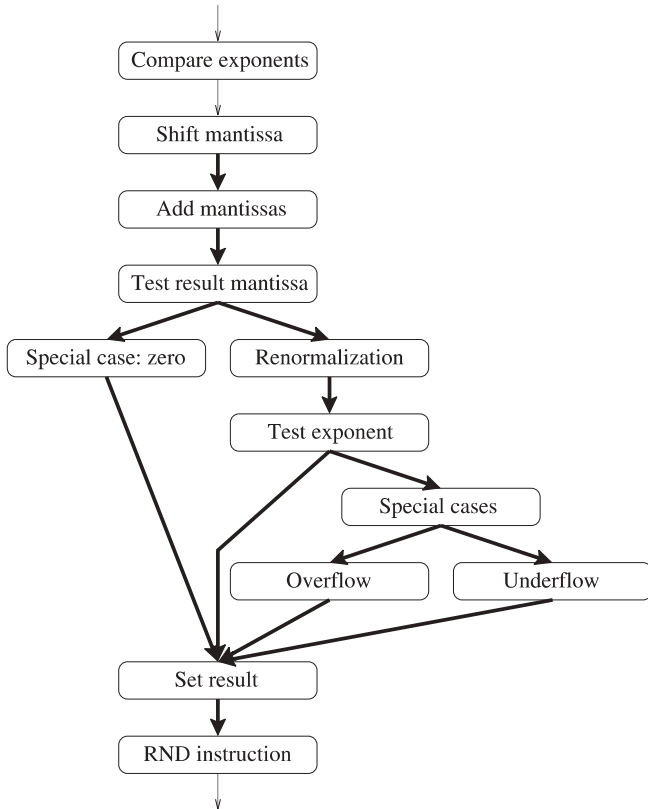 Compare exponents
Shift mantissa
Add mantissas
Test result mantissa
Special case: zero
Renormalization
Test exponent
Special cases
Overflow
Underflow
Set result
RND instruction